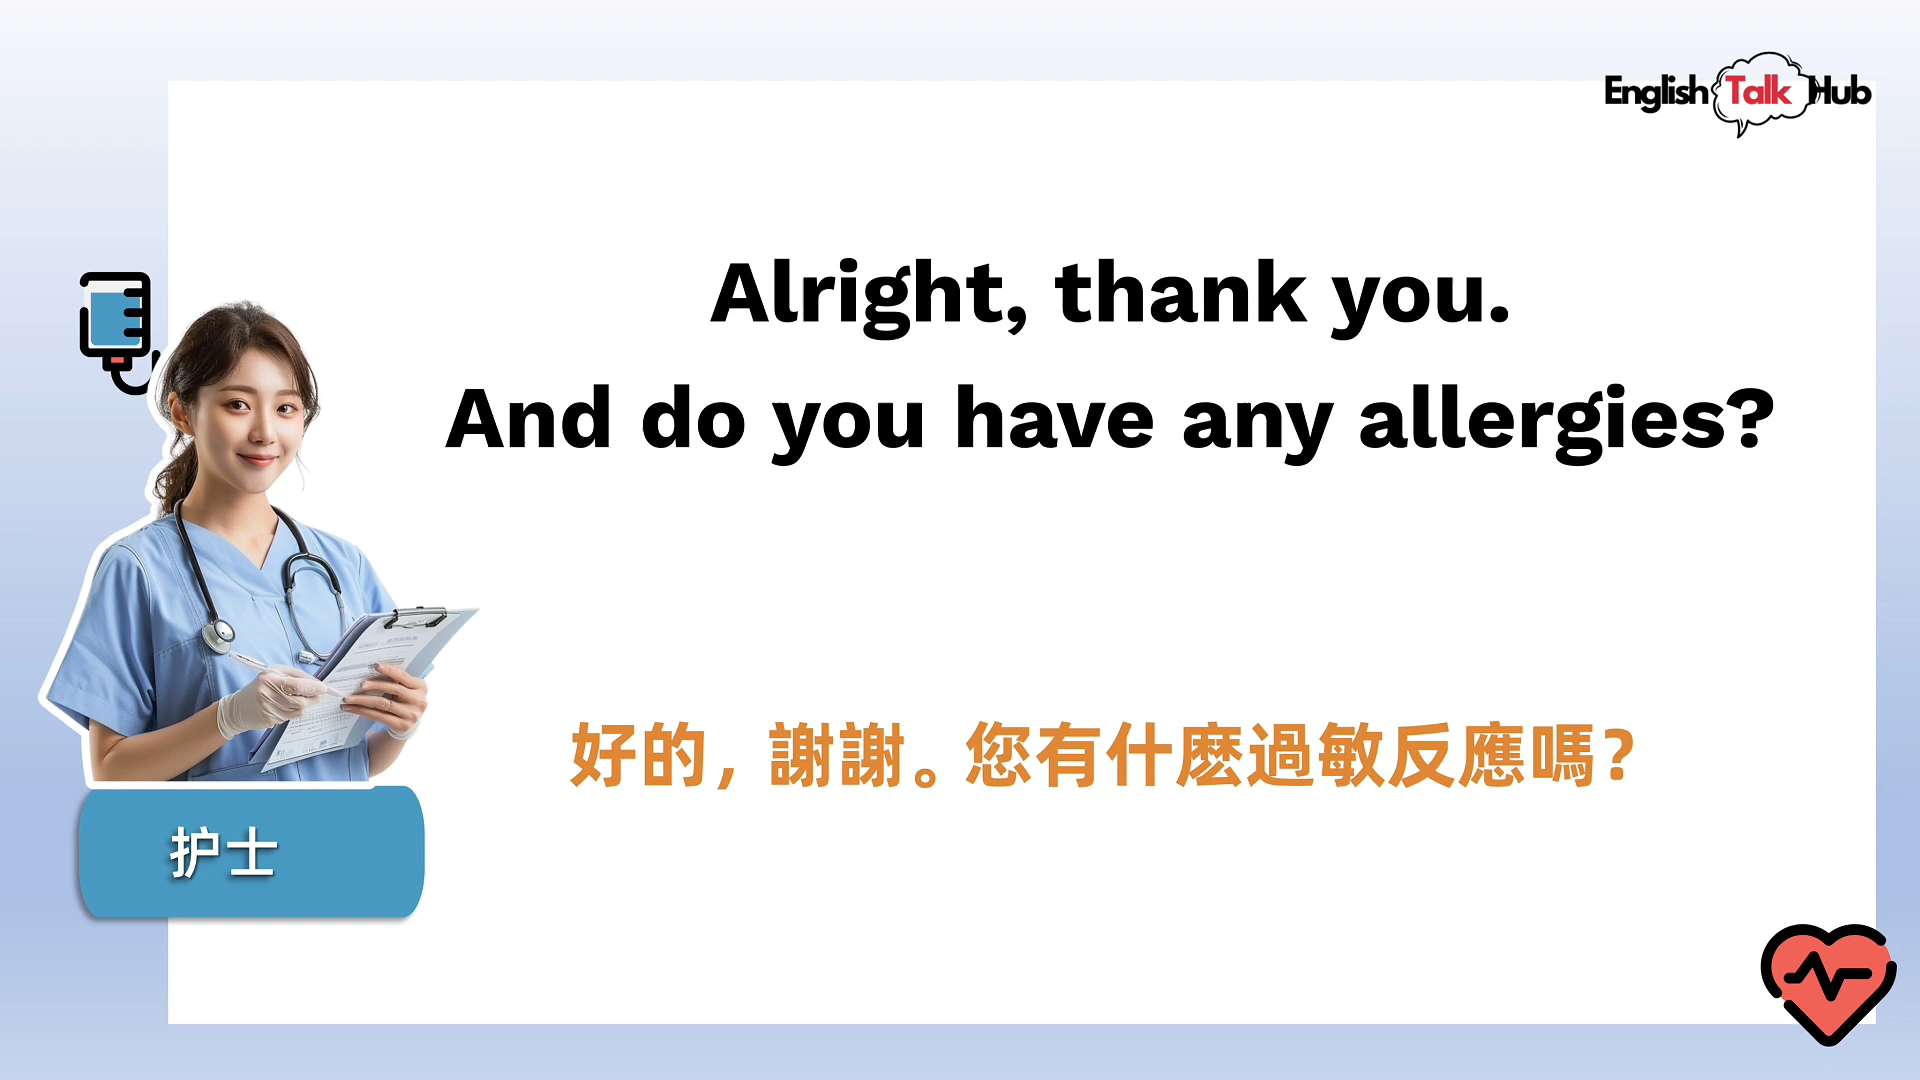 English Talk Hub
Alright, thank you.
And do you have any allergies?
好的，謝謝。您有什麽過敏反應嗎？
护士